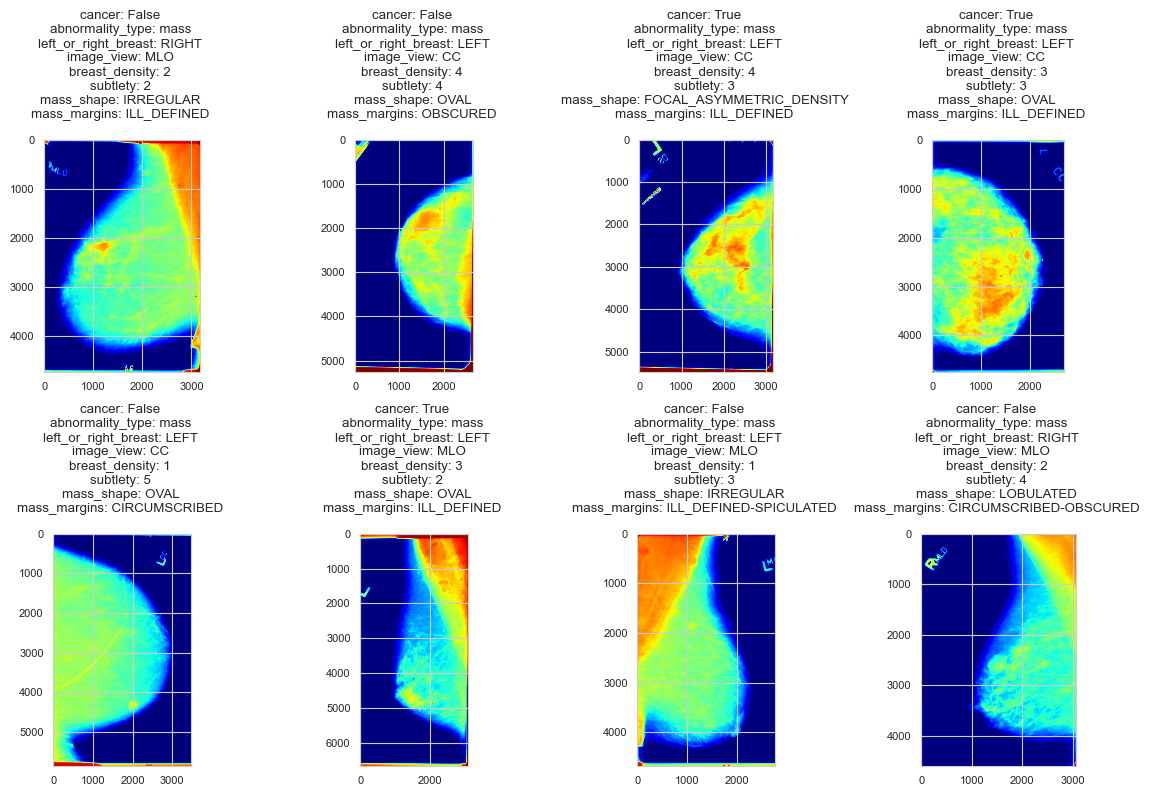 cancer: False
abnormality_type: mass
left_or_right_breast: RIGHT
image_view: MLO
breast_density: 2
subtlety: 2
mass_shape: IRREGULAR
mass_margins: ILL_DEFINED
0
1000
2000
3000
4000
0
1000
2000
3000
MLO
cancer: False
abnormality_type: mass
left_or_right_breast: LEFT
image_view: CC
breast_density: 4
subtlety: 4
mass_shape: OVAL
mass_margins: OBSCURED
0
1000
2000
3000
4000
5000
0
1000
2000
cancer: True
abnormality_type: mass
left_or_right_breast: LEFT
image_view: CC
breast_density: 4
subtlety: 3
mass_shape: FOCAL_ASYMMETRIC_DENSITY
mass_margins: ILL_DEFINED
0
1000
2000
3000
4000
5000
0
1000
2000
3000
L
cancer: True
abnormality_type: mass
left_or_right_breast: LEFT
image_view: CC
breast_density: 3
subtlety: 3
mass_shape: OVAL
mass_margins: ILL_DEFINED
0
1000
2000
3000
4000
0
1000
2000
CC
cancer: False
abnormality_type: mass
left_or_right_breast: LEFT
image_view: CC
breast_density: 1
subtlety: 5
mass_shape: OVAL
mass_margins: CIRCUMSCRIBED
0
1000
2000
3000
4000
5000
0
1000
2000
3000
LCC
cancer: True
abnormality_type: mass
left_or_right_breast: LEFT
image_view: MLO
breast_density: 3
subtlety: 2
mass_shape: OVAL
mass_margins: ILL_DEFINED
0
1000
2000
3000
4000
5000
6000
0
2000
L
cancer: False
abnormality_type: mass
left_or_right_breast: LEFT
image_view: MLO
breast_density: 1
subtlety: 3
mass_shape: IRREGULAR
mass_margins: ILL_DEFINED-SPICULATED
0
1000
2000
3000
4000
0
1000
2000
L
cancer: False
abnormality_type: mass
left_or_right_breast: RIGHT
image_view: MLO
breast_density: 2
subtlety: 4
mass_shape: LOBULATED
mass_margins: CIRCUMSCRIBED-OBSCURED
0
1000
2000
3000
4000
0
1000
2000
3000
RMLO